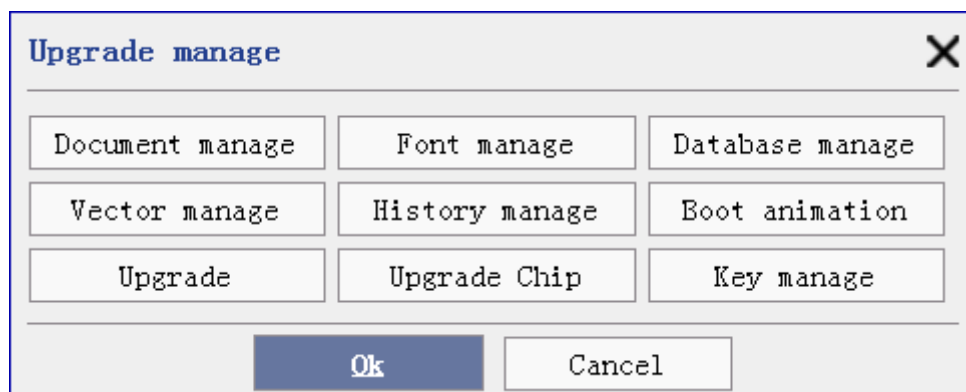 Upgrade manage
Document manage Font manage Database manage
Vector manage History manage Boot animation
Upgrade Upgrade Chip Key manage
Ok Cancel